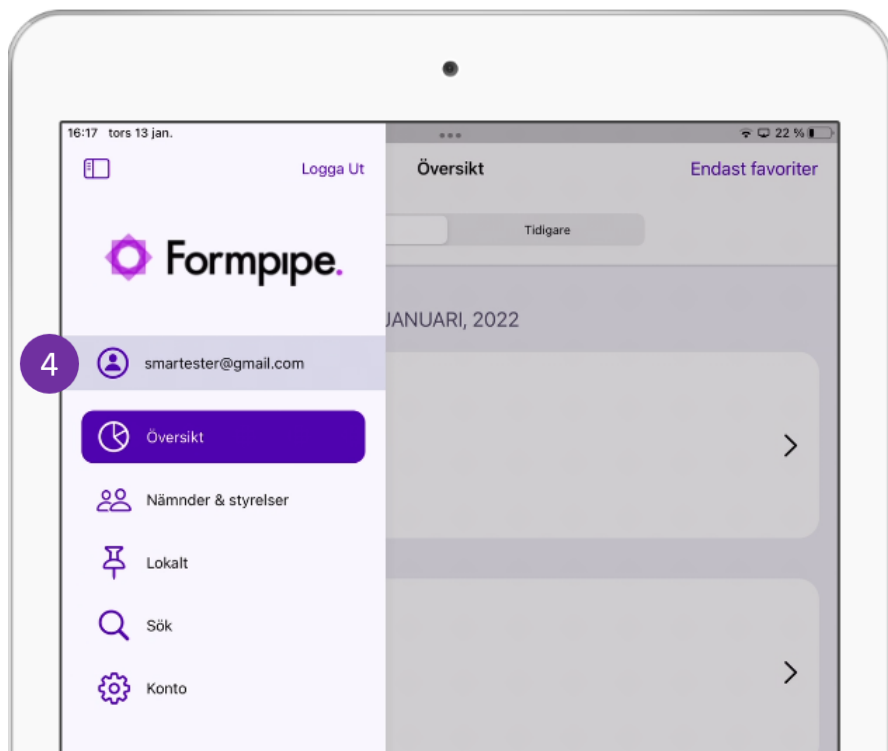 16:17 tors 13 jan.
22 %
Logga Ut
Översikt
Endast favoriter
Tidigare
Formpipe.
JANUARI, 2022
4
smartester@gmail.com
Översikt
Nämnder & styrelser
Lokalt
Sök
Konto